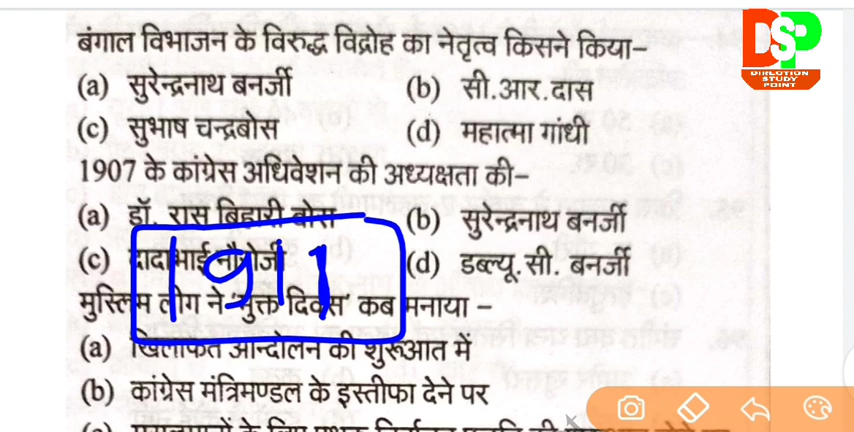 DSP
DIRECTION
STUDY
POINT
बंगाल विभाजन के विरुद्ध विद्रोह का नेतृत्व किसने किया–
(a) सुरेन्द्रनाथ बनर्जी (b) सी.आर.दास
(c) सुभाष चन्द्रबोस (d) महात्मा गांधी
1907 के कांग्रेस अधिवेशन की अध्यक्षता की–
(a) डॉ. रास बिहारी बोस (b) सुरेन्द्रनाथ बनर्जी
(c) दादाभाई नौरोजी (d) डब्ल्यू.सी. बनर्जी
1911
मुस्लिम लीग ने 'मुक्त दिवस' कब मनाया –
(a) खिलाफत आन्दोलन की शुरूआत में
(b) कांग्रेस मंत्रिमण्डल के इस्तीफा देने पर